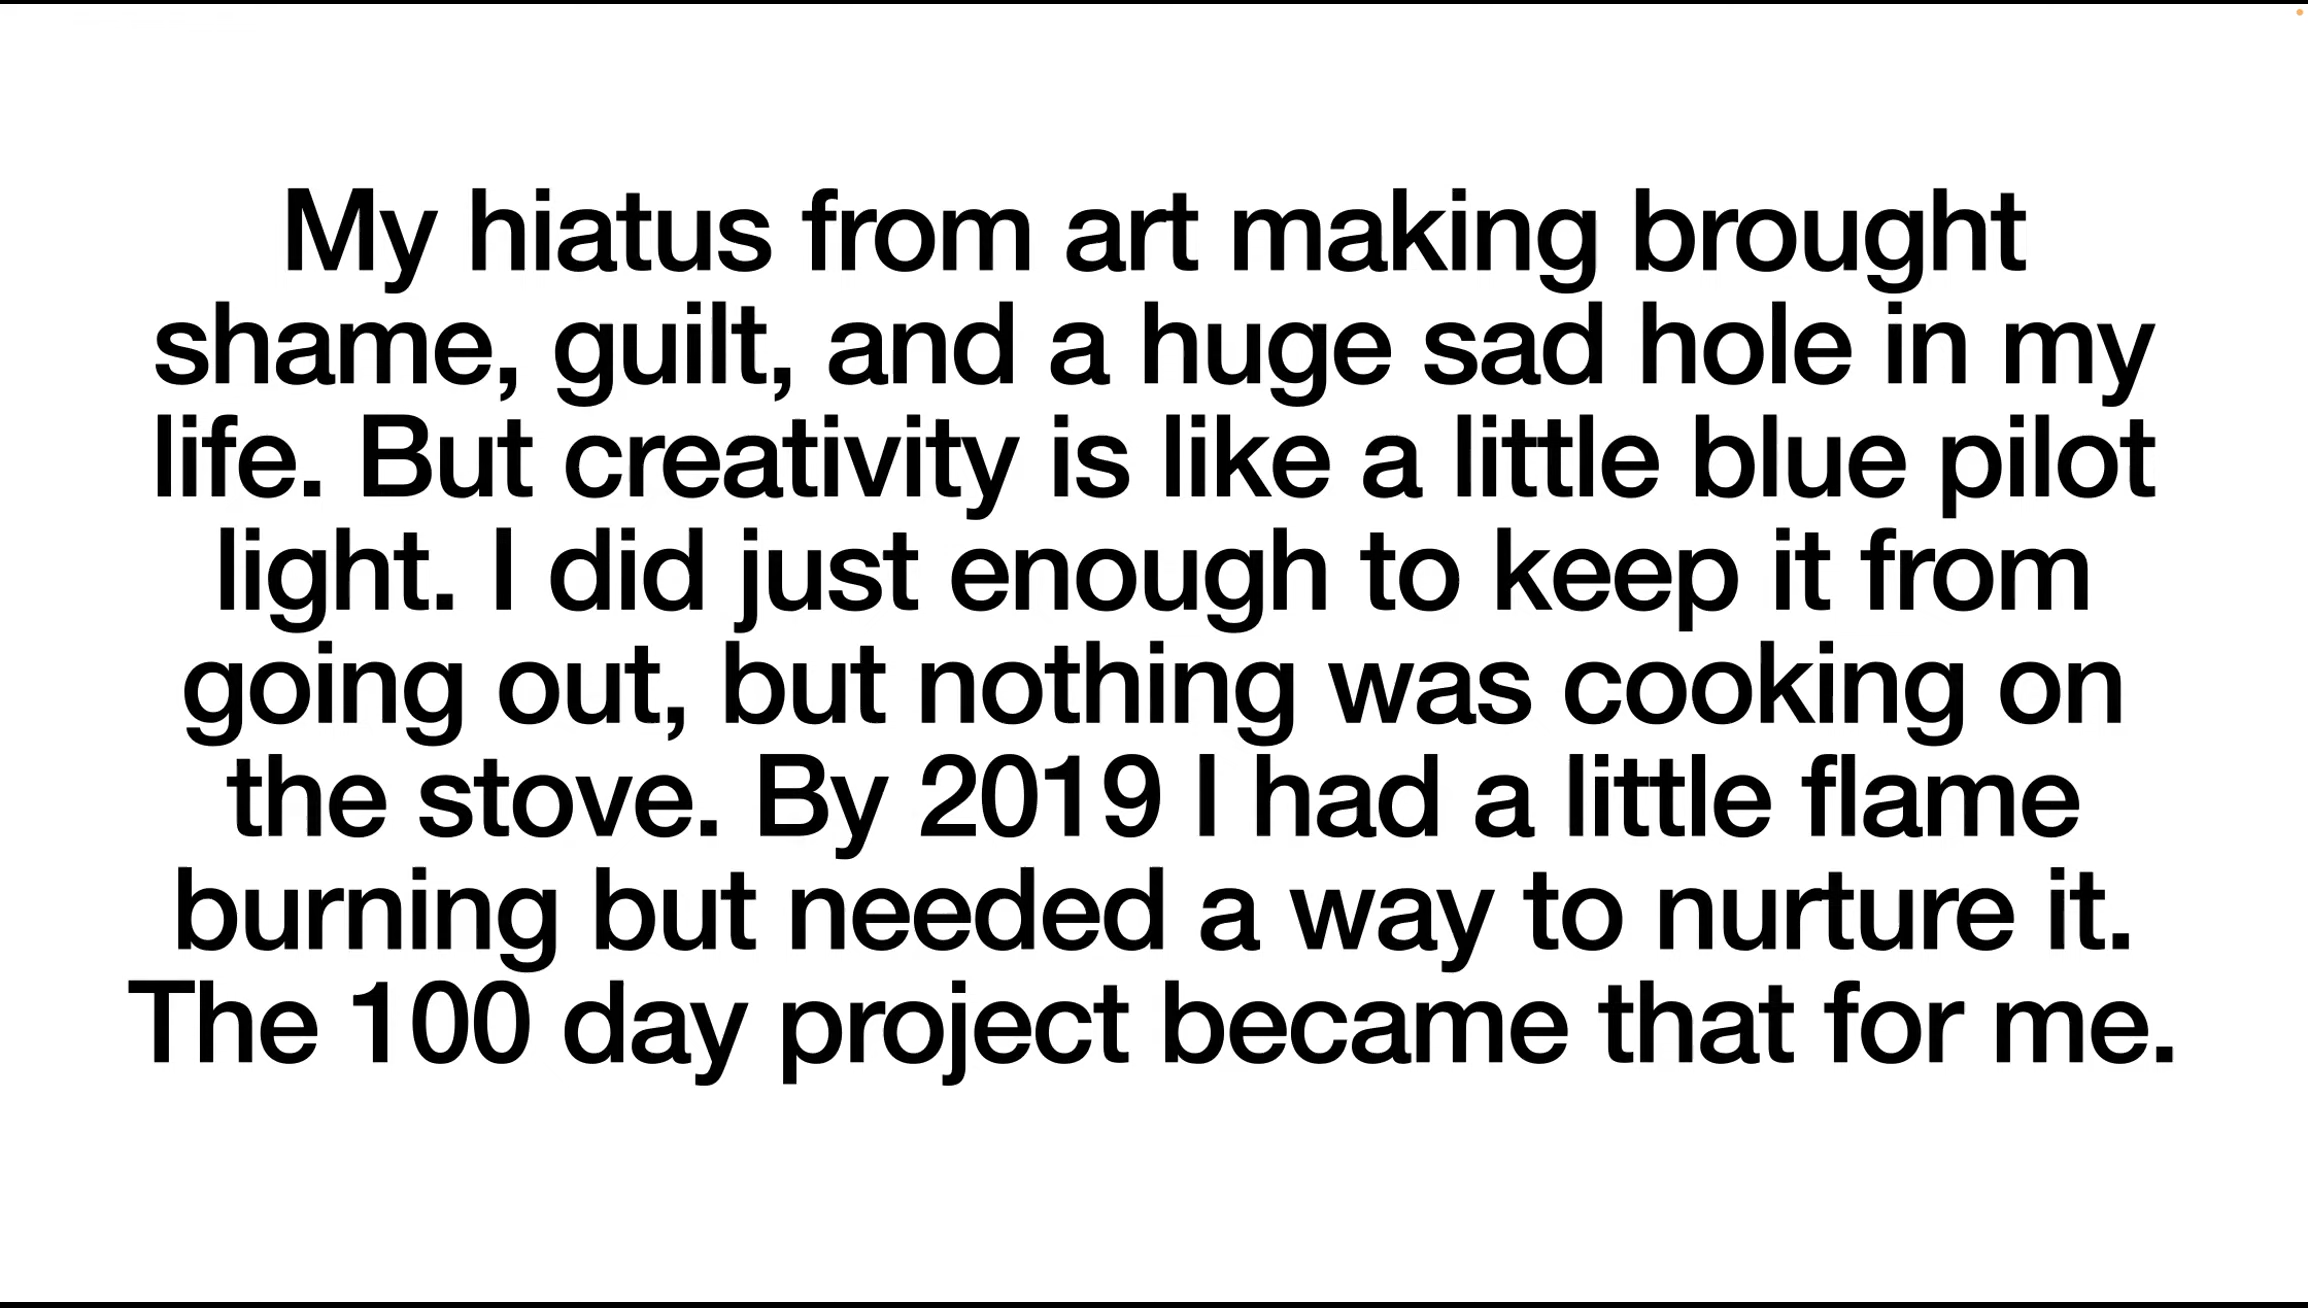 My hiatus from art making brought
shame, guilt, and a huge sad hole in my
life. But creativity is like a little blue pilot
light. I did just enough to keep it from
going out, but nothing was cooking on
the stove. By 2019 I had a little flame
burning but needed a way to nurture it.
The 100 day project became that for me.